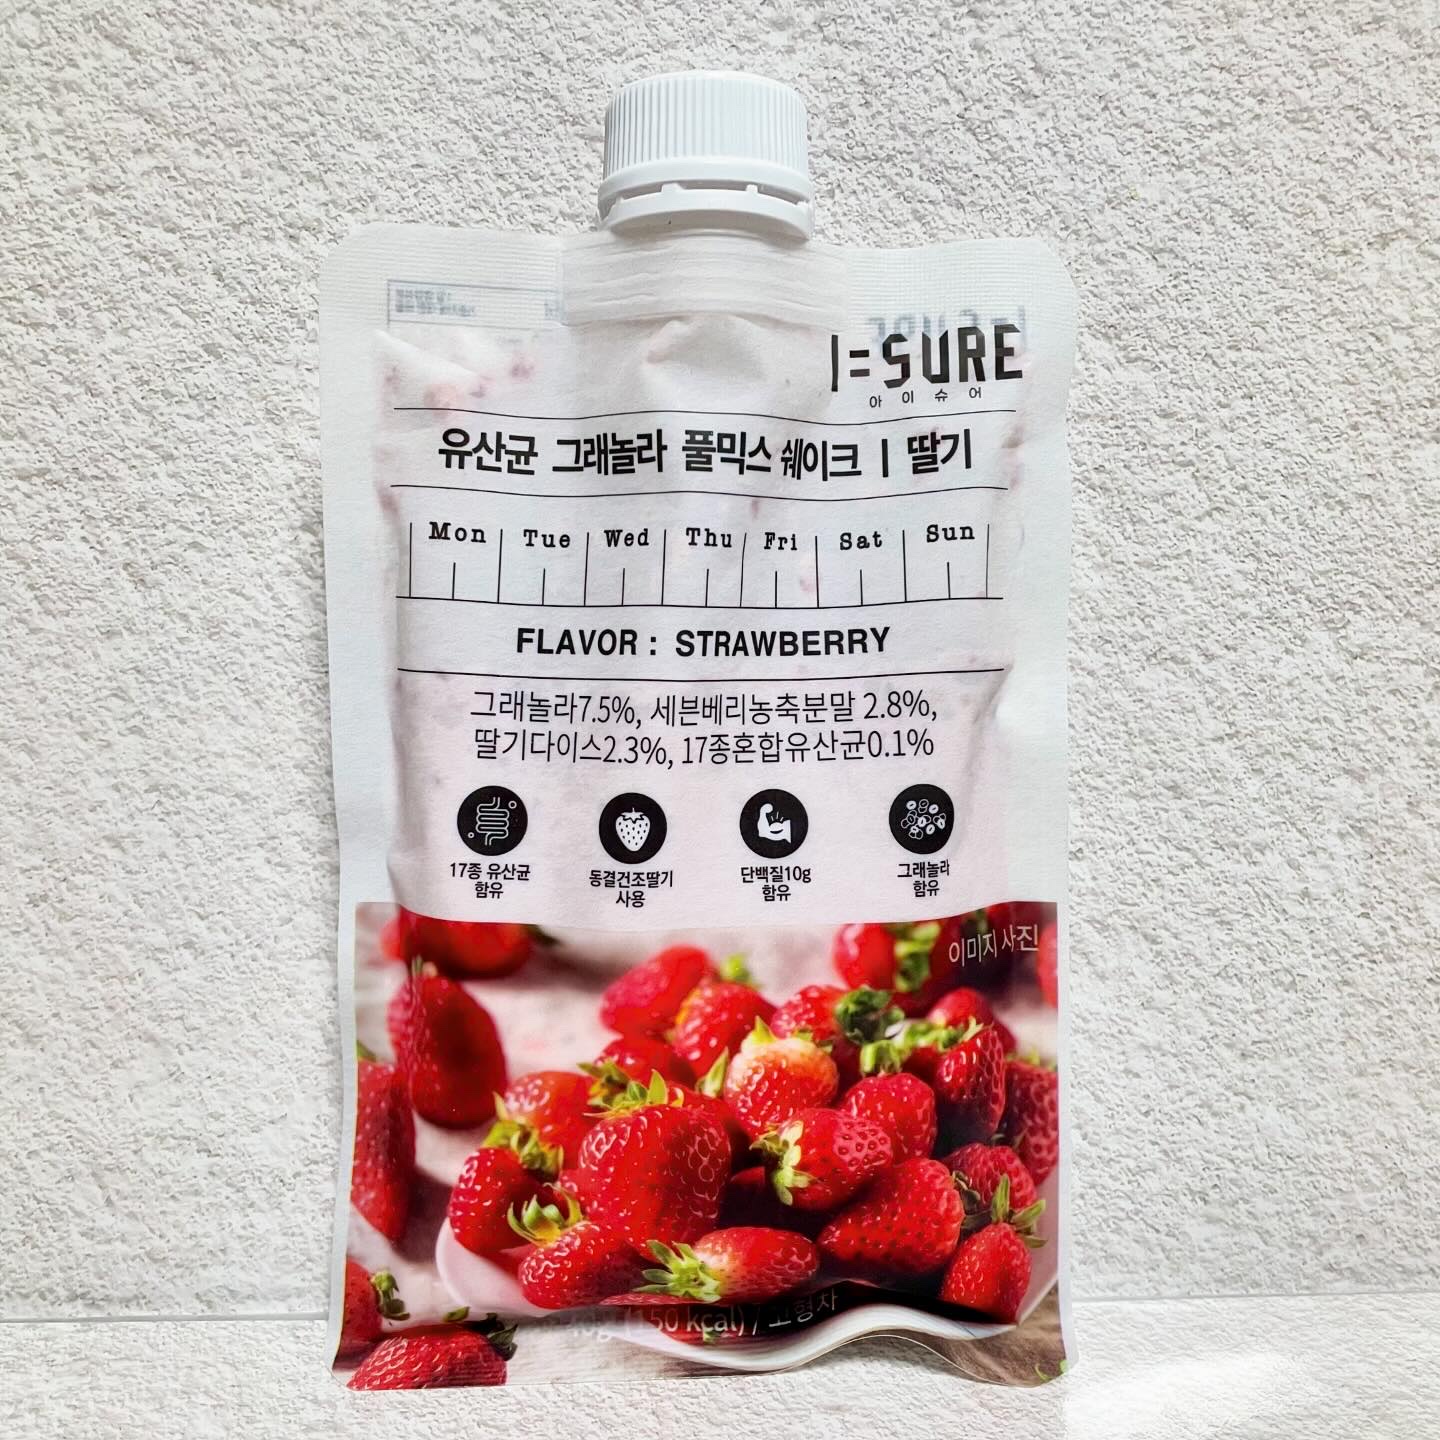 I=SURE
아이슈어
유산균 그래놀라 풀믹스 쉐이크 | 딸기
Mon Tue Wed Thu Fri Sat Sun
FLAVOR : STRAWBERRY
그래놀라7.5%, 세븐베리농축분말 2.8%,
딸기다이스2.3%, 17종혼합유산균0.1%
17종 유산균
함유
동결건조딸기
사용
단백질10g
함유
그래놀라
함유
이미지 사진
40g (150 kcal) / 고형차